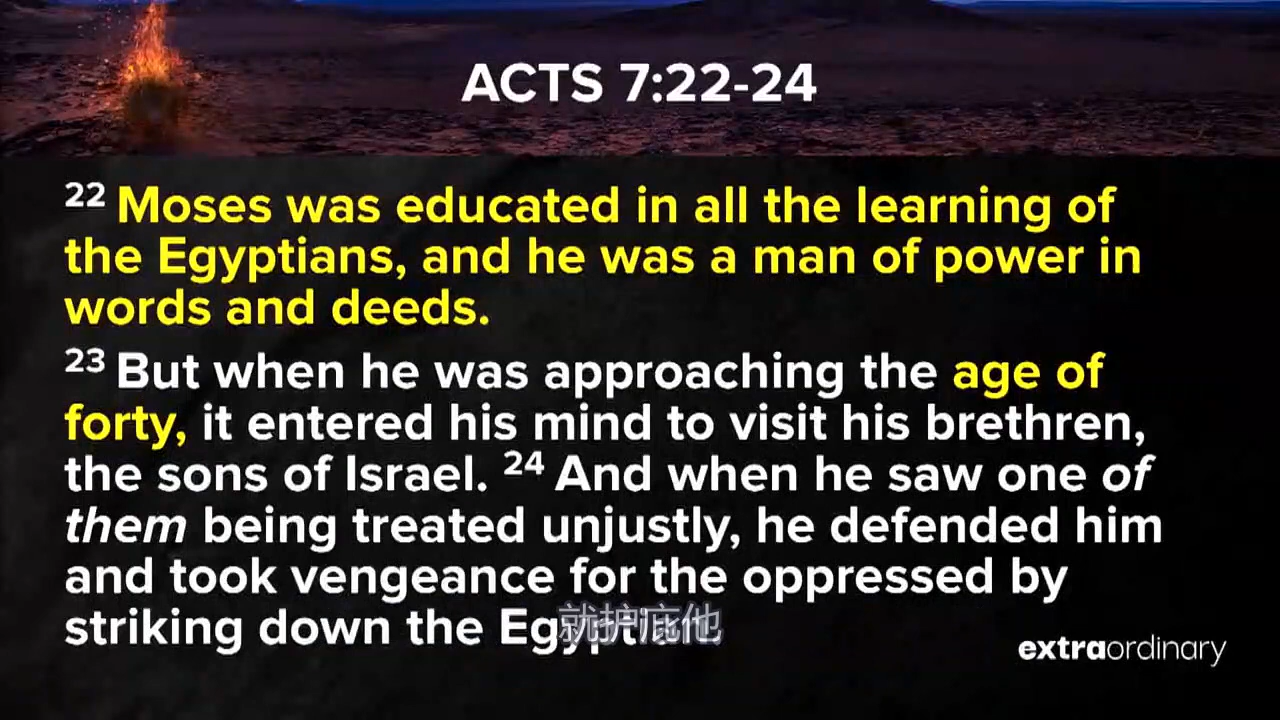 ACTS 7:22-24
22 Moses was educated in all the learning of
the Egyptians, and he was a man of power in
words and deeds.
23 But when he was approaching the age of
forty, it entered his mind to visit his brethren,
the sons of Israel. 24 And when he saw one of
them being treated unjustly, he defended him
and took vengeance for the oppressed by
striking down the Egyptian.
就护庇他
extraordinary